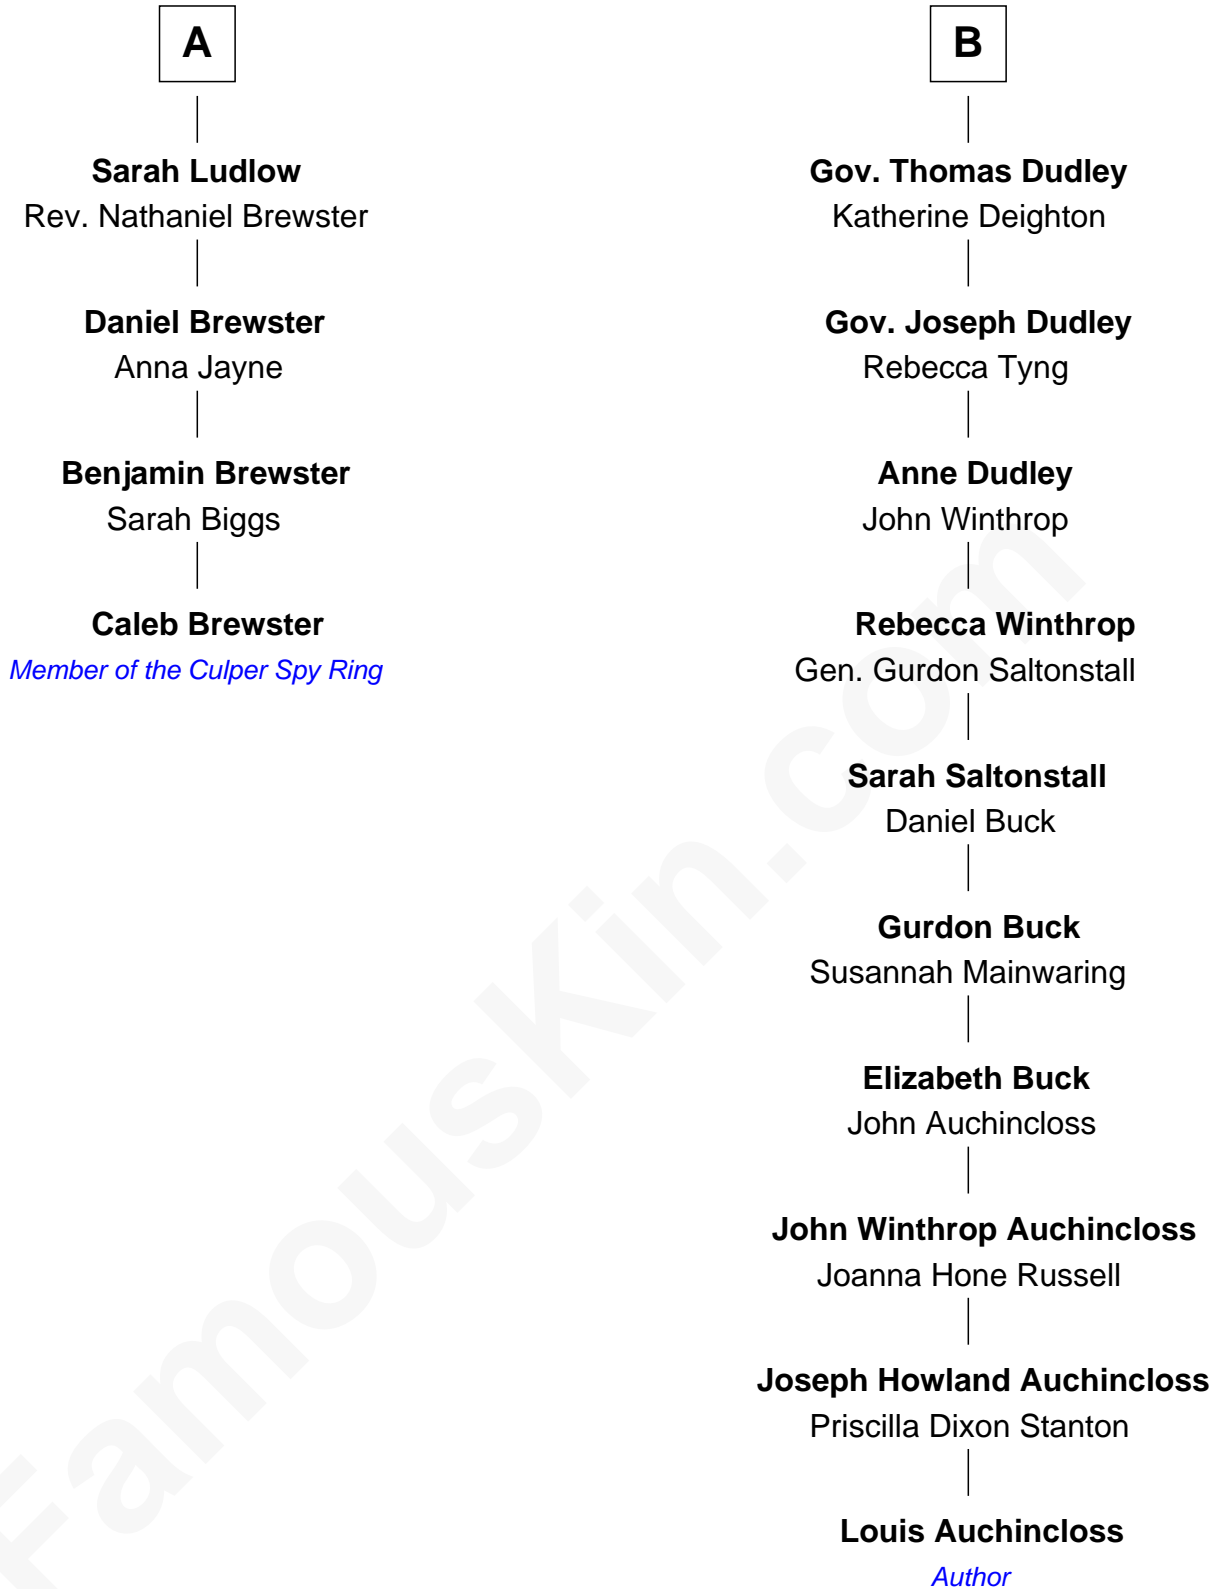 A
Sarah Ludlow
Rev. Nathaniel Brewster
Daniel Brewster
Anna Jayne
Benjamin Brewster
Sarah Biggs
Caleb Brewster
Member of the Culper Spy Ring
B
Gov. Thomas Dudley
Katherine Deighton
Gov. Joseph Dudley
Rebecca Tyng
Anne Dudley
John Winthrop
Rebecca Winthrop
Gen. Gurdon Saltonstall
Sarah Saltonstall
Daniel Buck
Gurdon Buck
Susannah Mainwaring
Elizabeth Buck
John Auchincloss
John Winthrop Auchincloss
Joanna Hone Russell
Joseph Howland Auchincloss
Priscilla Dixon Stanton
Louis Auchincloss
Author
FamousKin.com